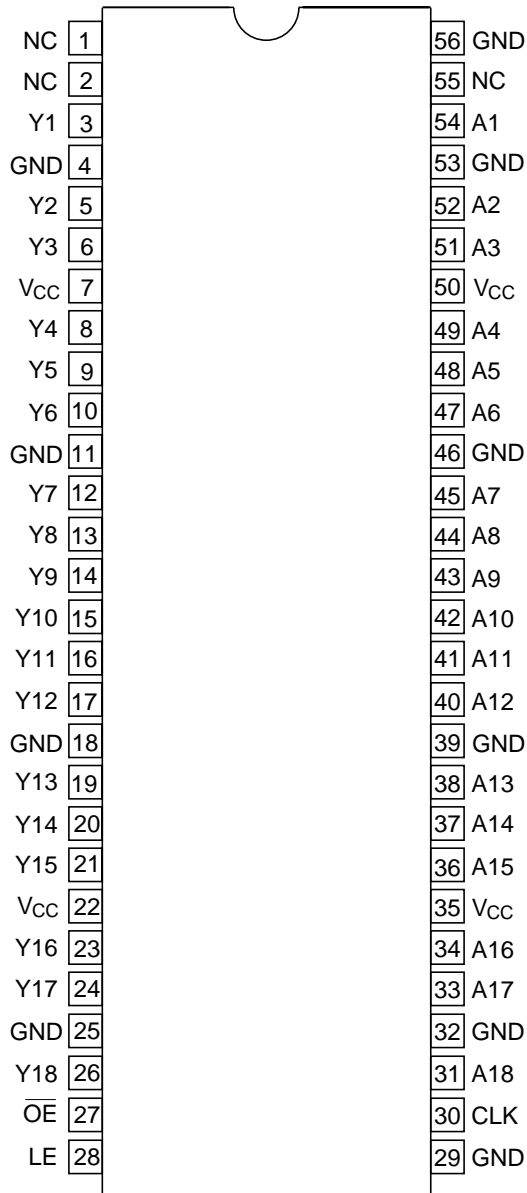 NC 1 56 GND
NC 2 55 NC
Y1 3 54 A1
GND 4 53 GND
Y2 5 52 A2
Y3 6 51 A3
VCC 7 50 VCC
Y4 8 49 A4
Y5 9 48 A5
Y6 10 47 A6
GND 11 46 GND
Y7 12 45 A7
Y8 13 44 A8
Y9 14 43 A9
Y10 15 42 A10
Y11 16 41 A11
Y12 17 40 A12
GND 18 39 GND
Y13 19 38 A13
Y14 20 37 A14
Y15 21 36 A15
VCC 22 35 VCC
Y16 23 34 A16
Y17 24 33 A17
GND 25 32 GND
Y18 26 31 A18
O̅E̅ 27 30 CLK
LE 28 29 GND